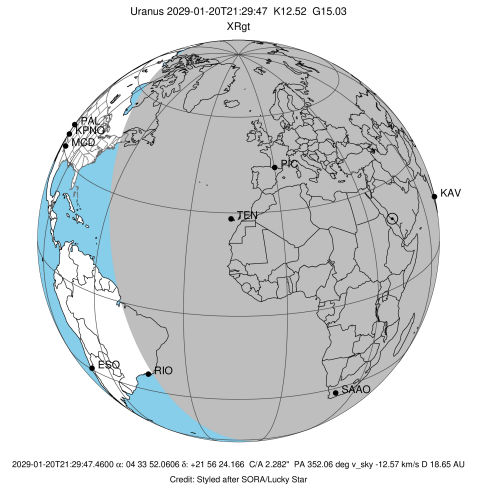 Uranus 2029-01-20T21:29:47 K12.52 G15.03
XRgt
PAL
KPNO
MCD
PIC
KAV
TEN
ESO
RIO
SAAO
2029-01-20T21:29:47.4600 α: 04 33 52.0606 δ: +21 56 24.166 C/A 2.282" PA 352.06 deg v_sky -12.57 km/s D 18.65 AU
Credit: Styled after SORA/Lucky Star